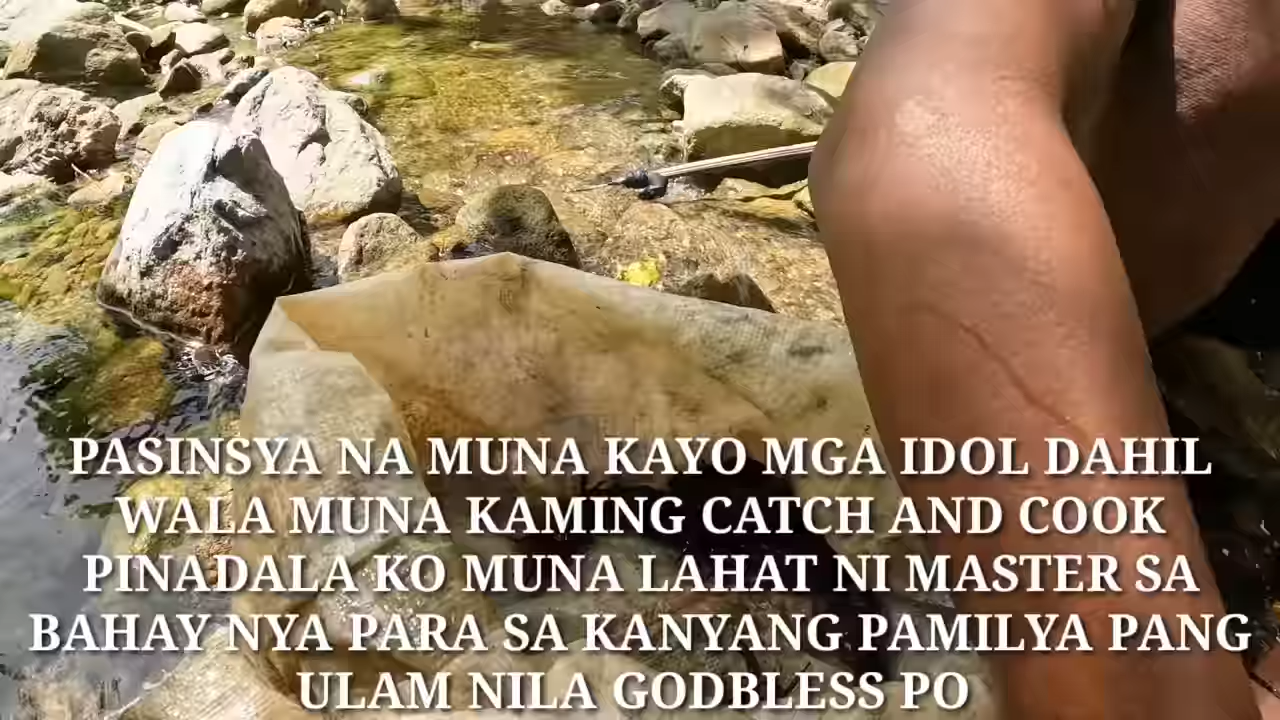 PASINSYA NA MUNA KAYO MGA IDOL DAHIL
WALA MUNA KAMING CATCH AND COOK
PINADALA KO MUNA LAHAT NI MASTER SA
BAHAY NYA PARA SA KANYANG PAMILYA PANG
ULAM NILA GODBLESS PO